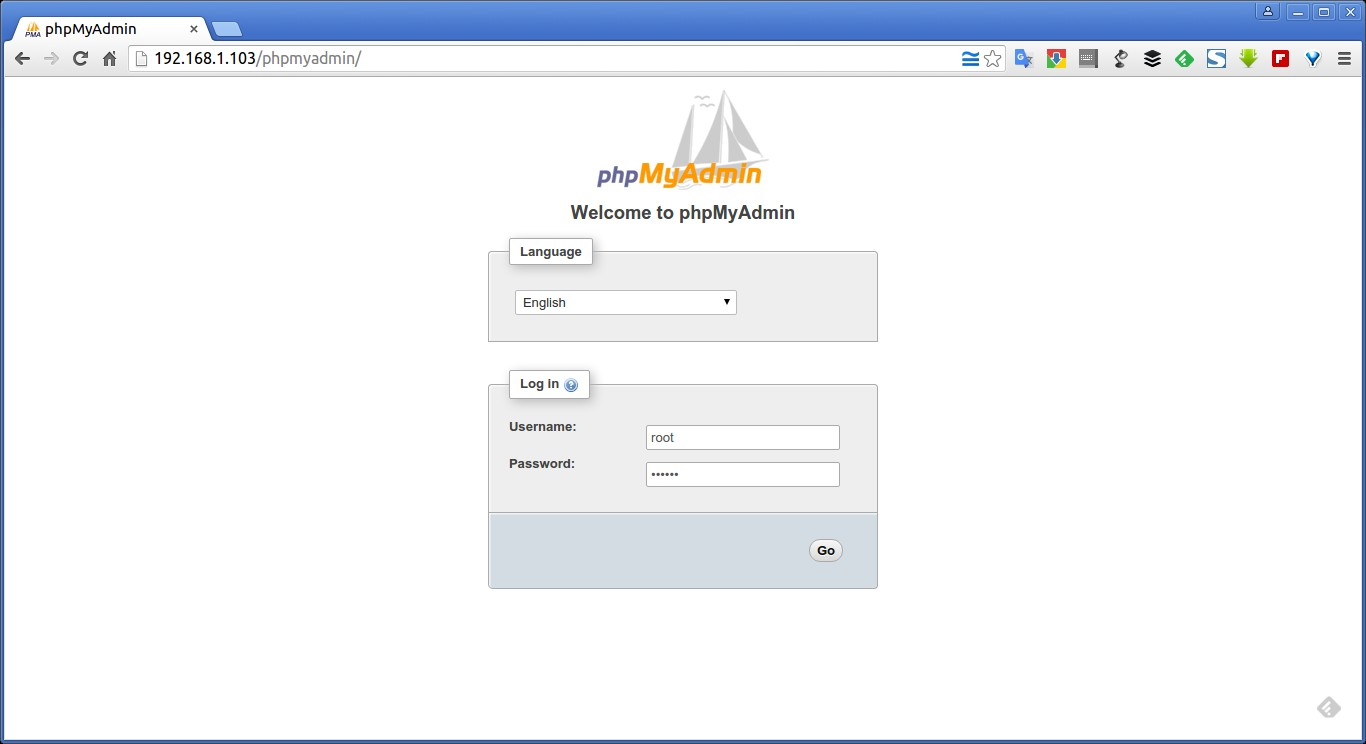 phpMyAdmin
192.168.1.103/phpmyadmin/
phpMyAdmin
Welcome to phpMyAdmin
Language
English
Log in
Username:
root
Password:
••••••
Go